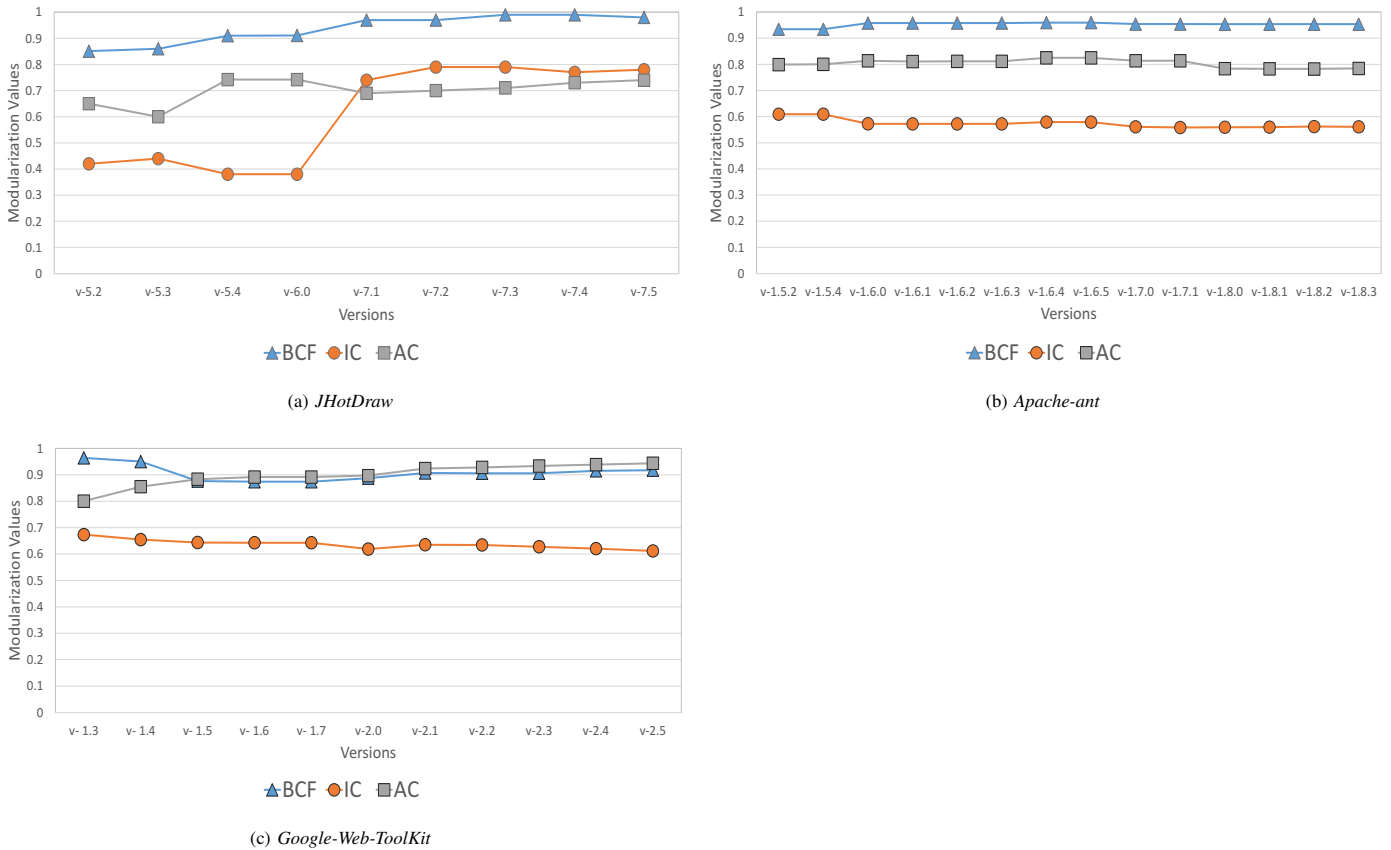 Modularization Values
1
0.9
0.8
0.7
0.6
0.5
0.4
0.3
0.2
0.1
0
v-5.2 v-5.3 v-5.4 v-6.0 v-7.1 v-7.2 v-7.3 v-7.4 v-7.5
Versions
BCF IC AC
(a) JHotDraw
Modularization Values
1
0.9
0.8
0.7
0.6
0.5
0.4
0.3
0.2
0.1
0
v-1.5.2 v-1.5.4 v-1.6.0 v-1.6.1 v-1.6.2 v-1.6.3 v-1.6.4 v-1.6.5 v-1.7.0 v-1.7.1 v-1.8.0 v-1.8.1 v-1.8.2 v-1.8.3
Versions
BCF IC AC
(b) Apache-ant
Modularization Values
1
0.9
0.8
0.7
0.6
0.5
0.4
0.3
0.2
0.1
0
v- 1.3 v- 1.4 v- 1.5 v- 1.6 v- 1.7 v-2.0 v-2.1 v-2.2 v-2.3 v-2.4 v-2.5
Versions
BCF IC AC
(c) Google-Web-ToolKit